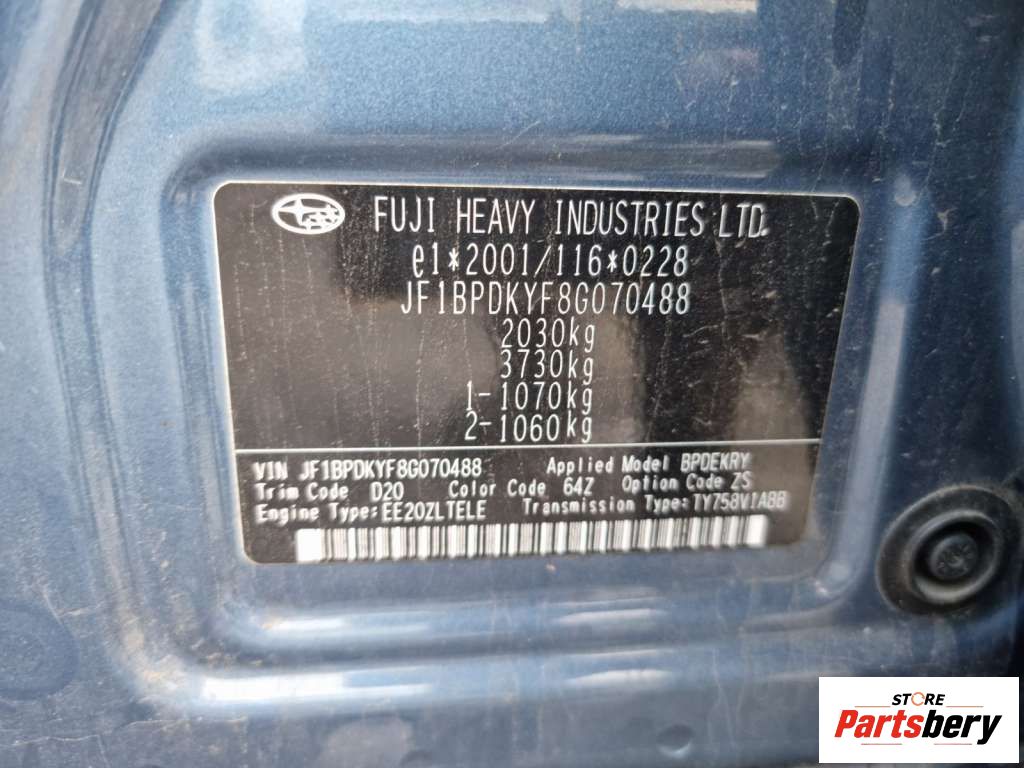 FUJI HEAVY INDUSTRIES LTD.
e1*2001/116*0228
JF1BPDKYF8G070488
2030kg
3730kg
1-1070kg
2-1060kg
VIN JF1BPDKYF8G070488 Applied Model BPDEKRY
Trim Code D20 Color Code 64Z Option Code ZS
Engine Type:EE20ZLTELE Transmission Type:TY758V1ABB
STORE
Partsbery